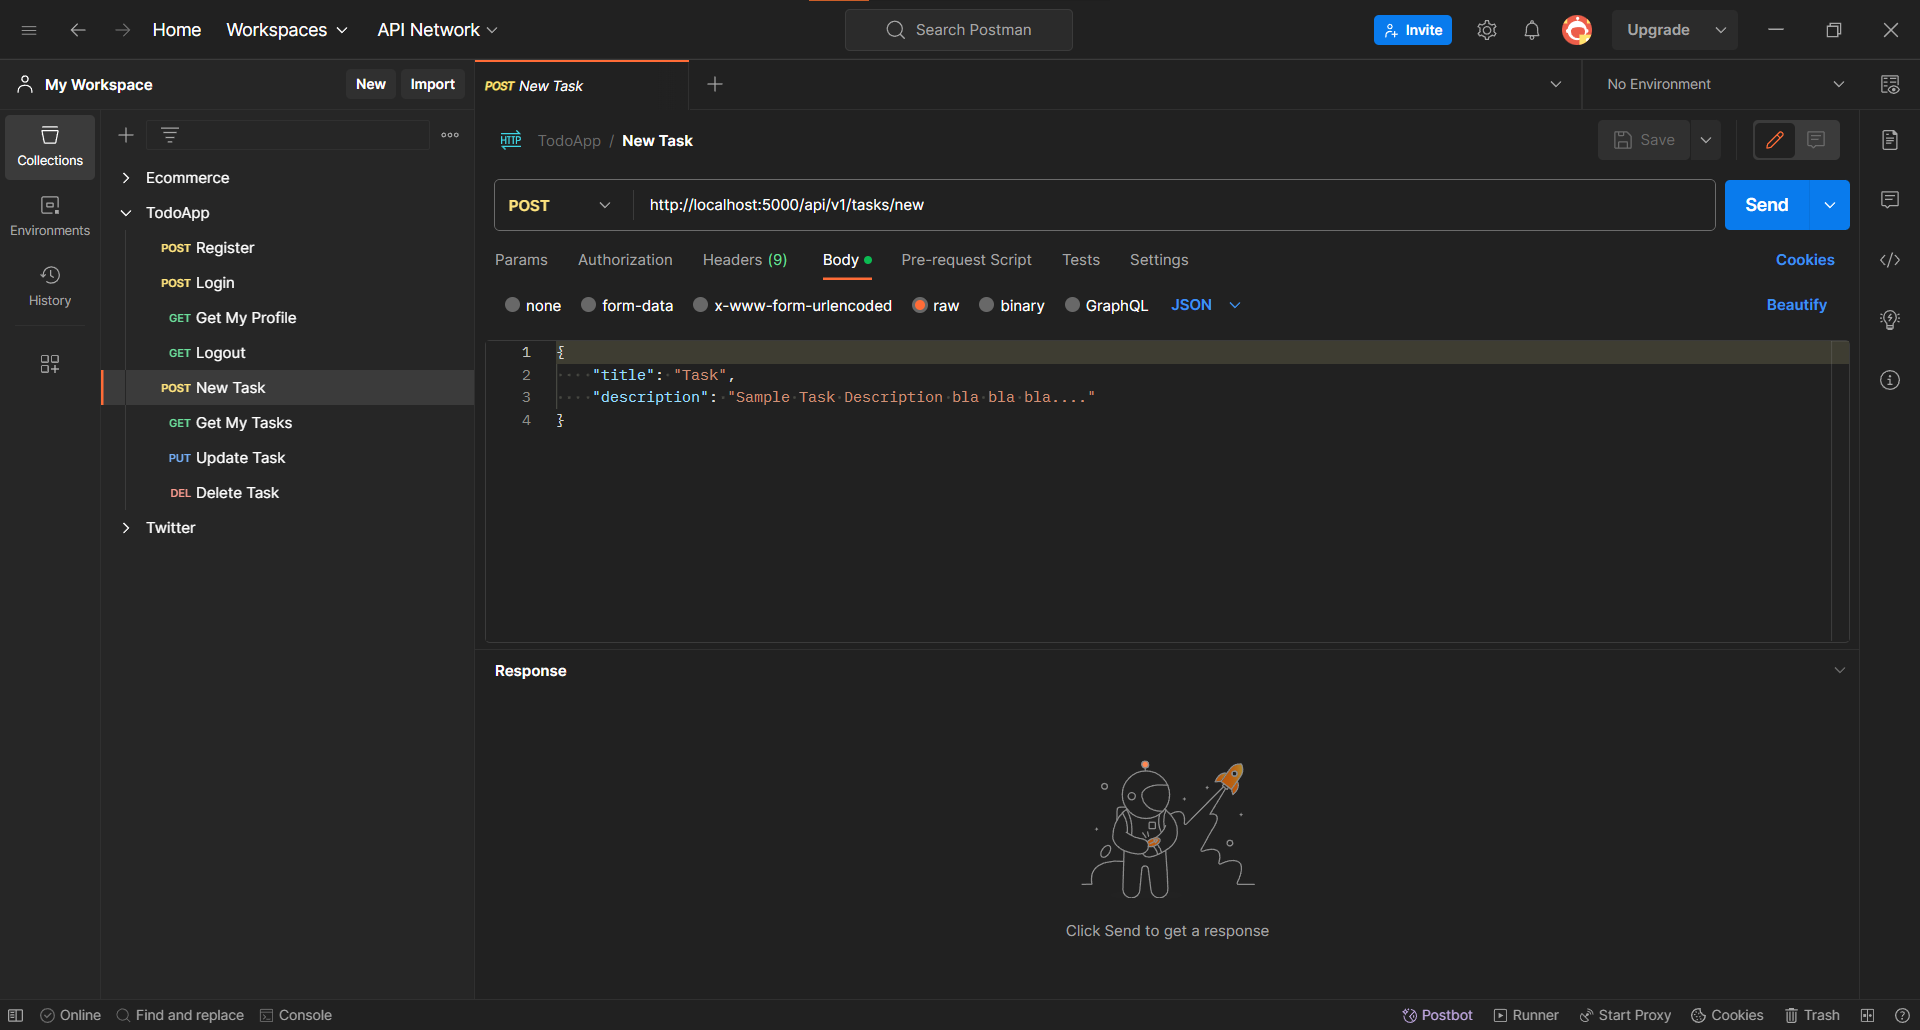 Home Workspaces API Network Search Postman Invite Upgrade
My Workspace New Import POST New Task No Environment
Collections
Environments
History
Ecommerce
TodoApp
POST Register
POST Login
GET Get My Profile
GET Logout
POST New Task
GET Get My Tasks
PUT Update Task
DEL Delete Task
Twitter
HTTP TodoApp / New Task Save
POST http://localhost:5000/api/v1/tasks/new Send
Params Authorization Headers (9) Body Pre-request Script Tests Settings Cookies
none form-data x-www-form-urlencoded raw binary GraphQL JSON Beautify
1 {
2 "title": "Task",
3 "description": "Sample Task Description bla bla bla...."
4 }
Response
Click Send to get a response
Online Find and replace Console Postbot Runner Start Proxy Cookies Trash